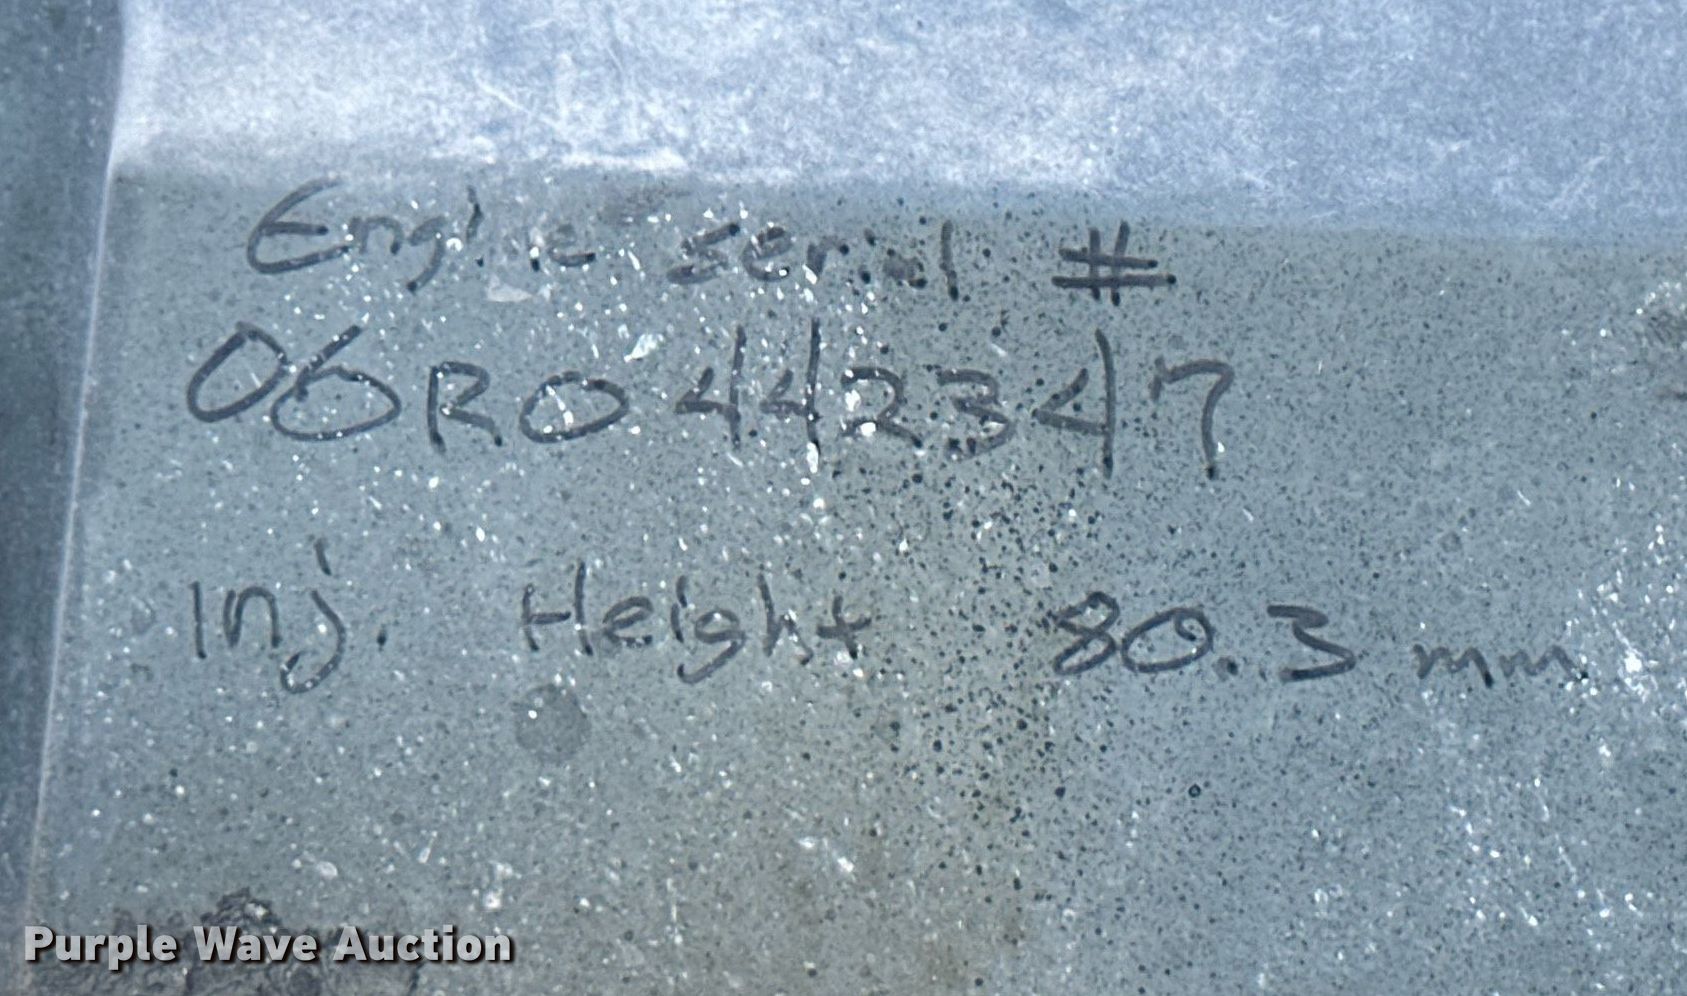 Engine serial #
06R0442347
Inj. Height 80.3 mm
Purple Wave Auction